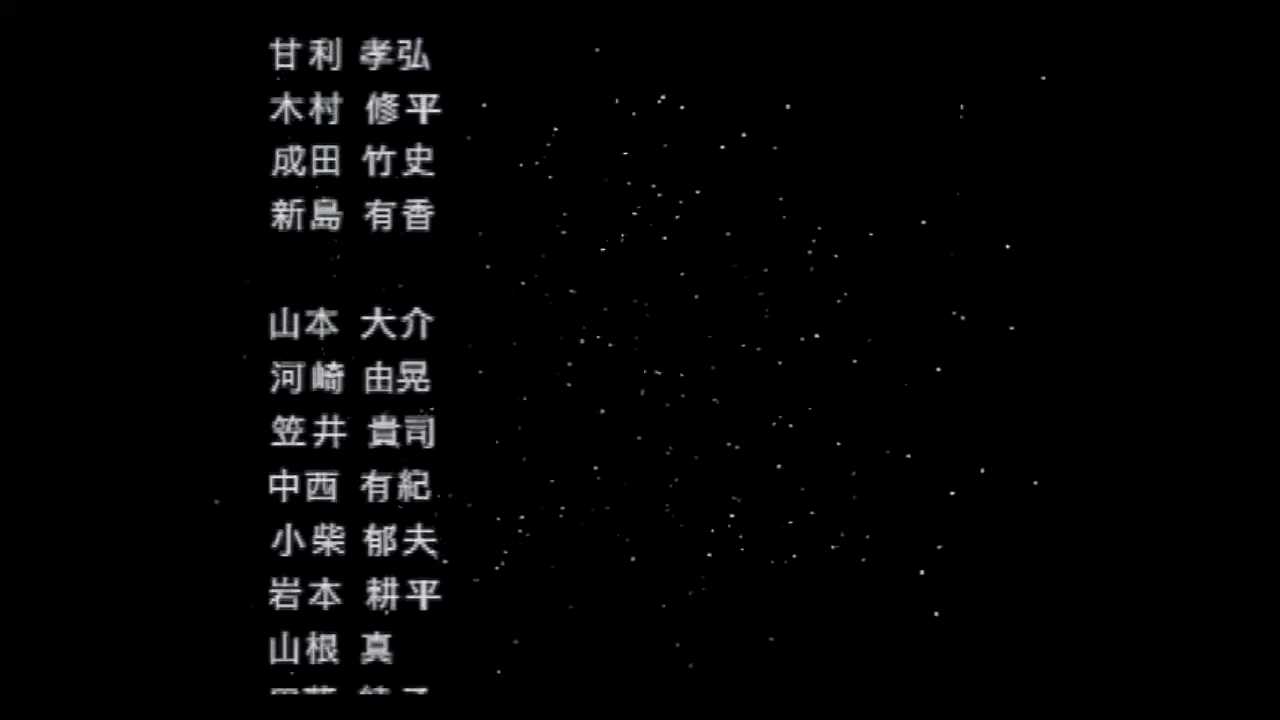 甘利 孝弘
木村 修平
成田 竹史
新島 有香
山本 大介
河崎 由晃
笠井 貴司
中西 有紀
小柴 郁夫
岩本 耕平
山根 真